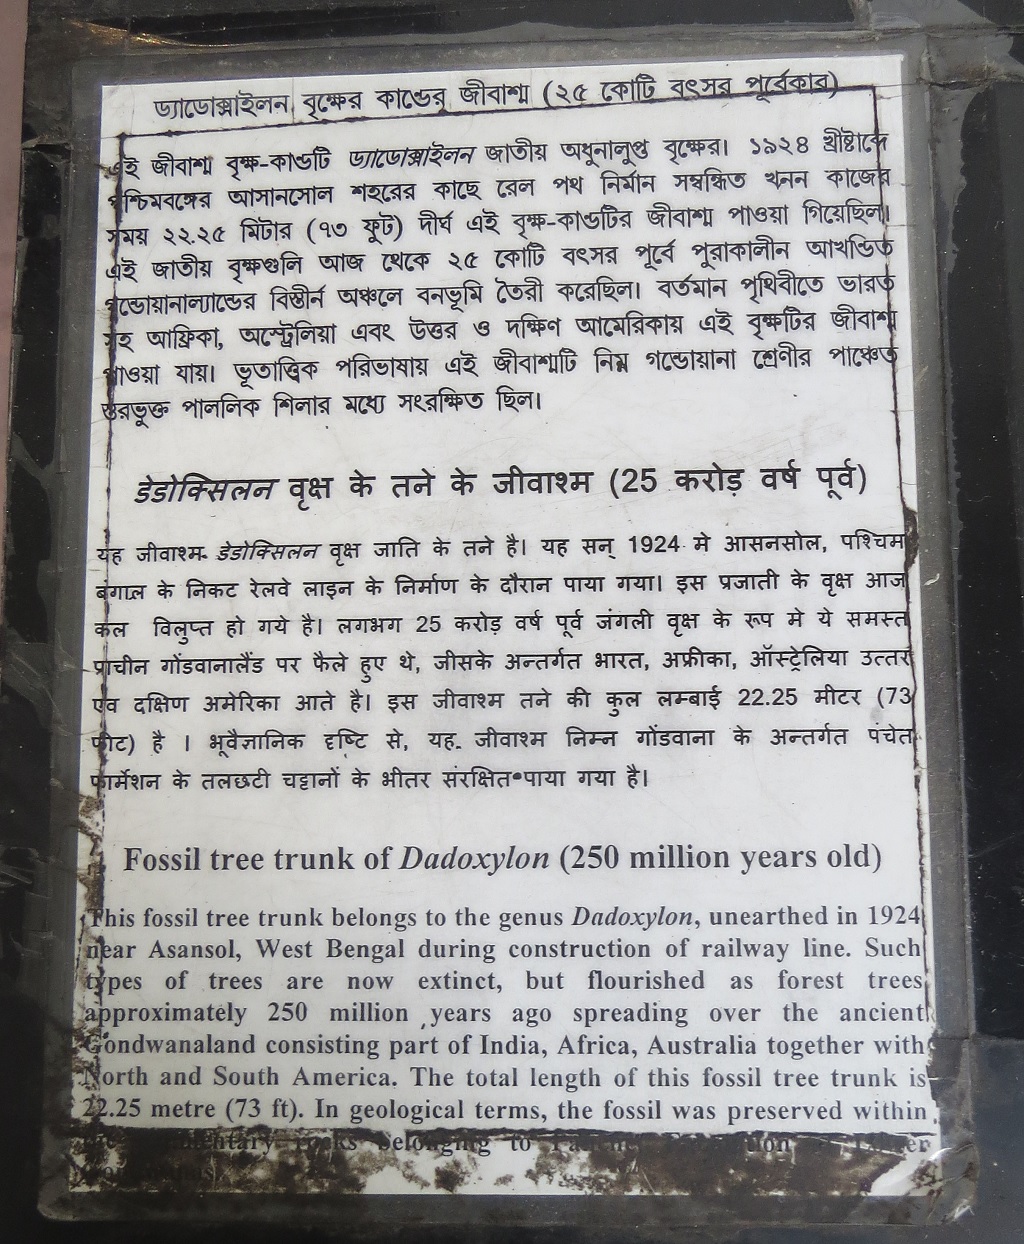 ড্যাডোক্সাইলন বৃক্ষের কান্ডের জীবাশ্ম (২৫ কোটি বৎসর পূর্বেকার)
এই জীবাশ্ম বৃক্ষ-কান্ডটি ড্যাডোক্সাইলন জাতীয় অধুনালুপ্ত বৃক্ষের। ১৯২৪ খ্রীষ্টাব্দে
পশ্চিমবঙ্গের আসানসোল শহরের কাছে রেল পথ নির্মান সম্বন্ধিত খনন কাজের
সময় ২২.২৫ মিটার (৭৩ ফুট) দীর্ঘ এই বৃক্ষ-কান্ডটির জীবাশ্ম পাওয়া গিয়েছিল।
এই জাতীয় বৃক্ষগুলি আজ থেকে ২৫ কোটি বৎসর পূর্বে পুরাকালীন আখন্ডিত
গন্ডোয়ানাল্যান্ডের বিস্তীর্ন অঞ্চলে বনভূমি তৈরী করেছিল। বর্তমান পৃথিবীতে ভারত
সহ আফ্রিকা, অস্ট্রেলিয়া এবং উত্তর ও দক্ষিণ আমেরিকায় এই বৃক্ষটির জীবাশ্ম
পাওয়া যায়। ভূতাত্ত্বিক পরিভাষায় এই জীবাশ্মটি নিম্ন গন্ডোয়ানা শ্রেনীর পাঞ্চেত
স্তরভূক্ত পাললিক শিলার মধ্যে সংরক্ষিত ছিল।
डेडोक्सिलन वृक्ष के तने के जीवाश्म (25 करोड़ वर्ष पूर्व)
यह जीवाश्म डेडोक्सिलन वृक्ष जाति के तने है। यह सन् 1924 मे आसनसोल, पश्चिम
बंगाल के निकट रेलवे लाइन के निर्माण के दौरान पाया गया। इस प्रजाती के वृक्ष आज
कल विलुप्त हो गये है। लगभग 25 करोड़ वर्ष पूर्व जंगली वृक्ष के रूप मे ये समस्त
प्राचीन गोंडवानालैंड पर फैले हुए थे, जीसके अन्तर्गत भारत, अफ्रीका, ऑस्ट्रेलिया उत्तर
एवं दक्षिण अमेरिका आते है। इस जीवाश्म तने की कुल लम्बाई 22.25 मीटर (73
फीट) है । भूवैज्ञानिक दृष्टि से, यह जीवाश्म निम्न गोंडवाना के अन्तर्गत पंचेत
फार्मेशन के तलछटी चट्टानों के भीतर संरक्षित पाया गया है।
Fossil tree trunk of Dadoxylon (250 million years old)
This fossil tree trunk belongs to the genus Dadoxylon, unearthed in 1924
near Asansol, West Bengal during construction of railway line. Such
types of trees are now extinct, but flourished as forest trees
approximately 250 million years ago spreading over the ancient
Gondwanaland consisting part of India, Africa, Australia together with
North and South America. The total length of this fossil tree trunk is
22.25 metre (73 ft). In geological terms, the fossil was preserved within
rocks belonging to